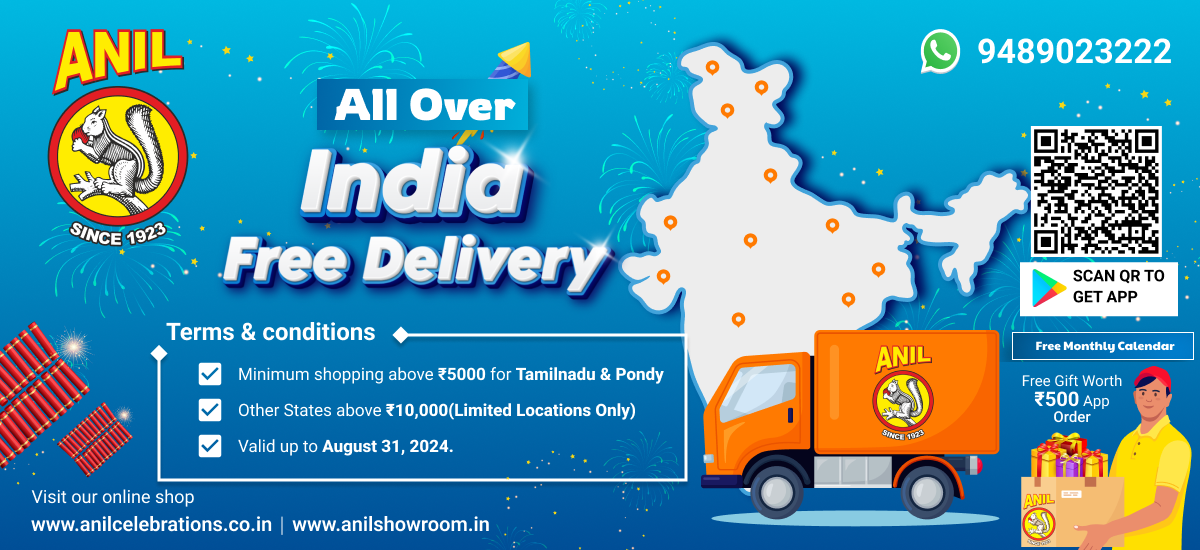 ANIL
SINCE 1923
All Over
India
Free Delivery
9489023222
SCAN QR TO
GET APP
Free Monthly Calendar
Free Gift Worth
₹500 App
Order
Terms & conditions
Minimum shopping above ₹5000 for Tamilnadu & Pondy
Other States above ₹10,000(Limited Locations Only)
Valid up to August 31, 2024.
ANIL
SINCE 1923
ANIL
Visit our online shop
www.anilcelebrations.co.in | www.anilshowroom.in